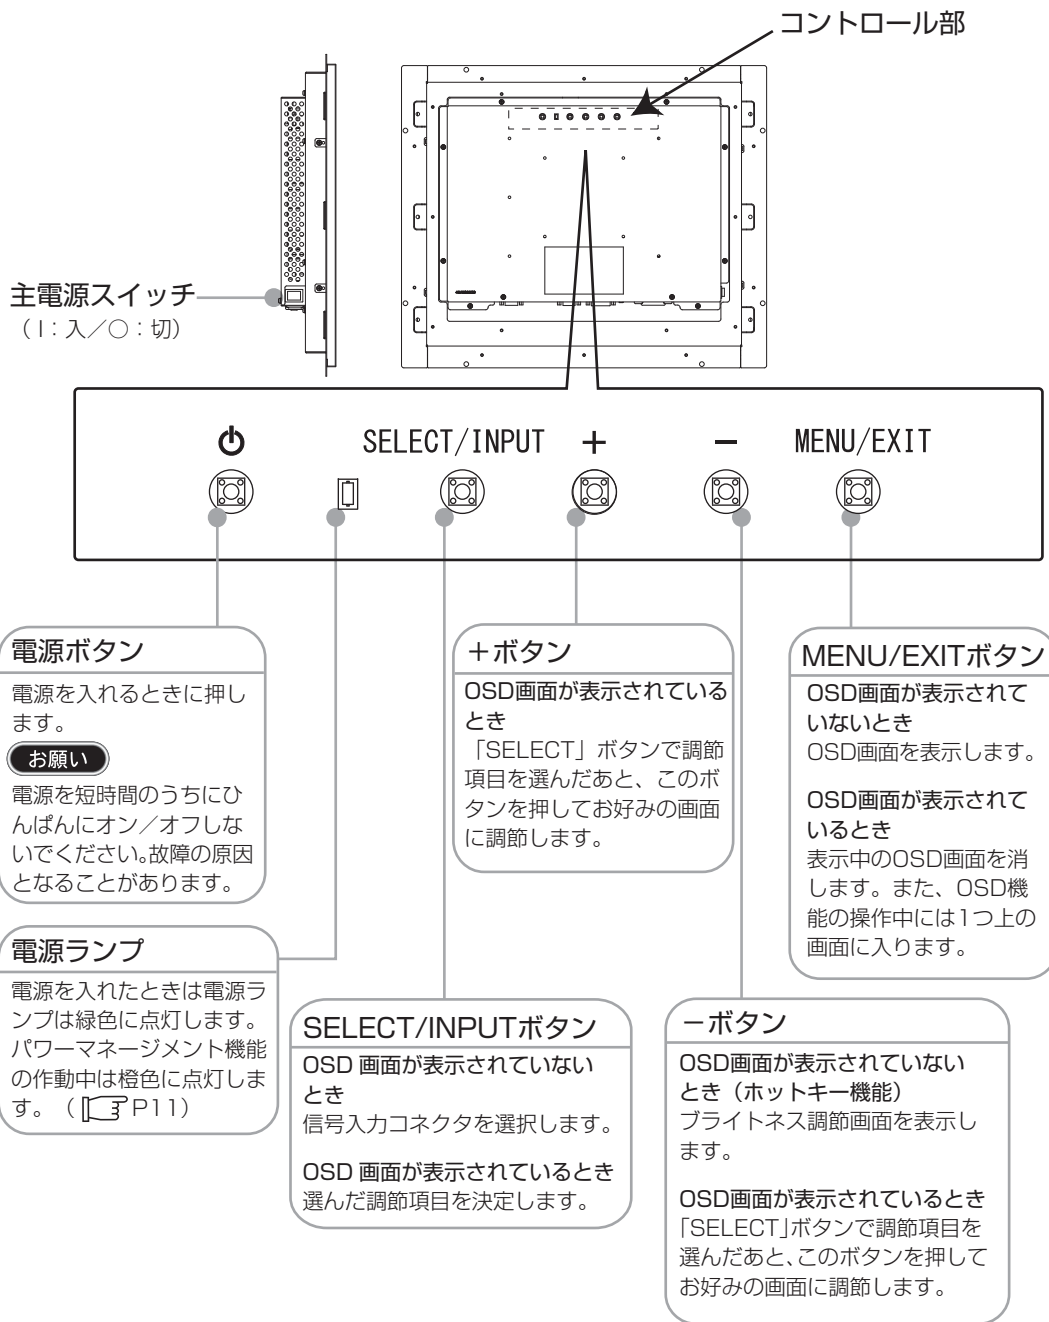 コントロール部
主電源スイッチ
（I：入／○：切）
SELECT/INPUT + − MENU/EXIT
電源ボタン
電源を入れるときに押し
ます。
お願い
電源を短時間のうちにひ
んぱんにオン／オフしな
いでください。故障の原因
となることがあります。
電源ランプ
電源を入れたときは電源ラ
ンプは緑色に点灯します。
パワーマネージメント機能
の作動中は橙色に点灯しま
す。（P11）
SELECT/INPUTボタン
OSD 画面が表示されていない
とき
信号入力コネクタを選択します。
OSD 画面が表示されているとき
選んだ調節項目を決定します。
＋ボタン
OSD画面が表示されている
とき
「SELECT」ボタンで調節
項目を選んだあと、このボ
タンを押してお好みの画面
に調節します。
－ボタン
OSD画面が表示されていない
とき（ホットキー機能）
ブライトネス調節画面を表示し
ます。
OSD画面が表示されているとき
「SELECT」ボタンで調節項目を
選んだあと、このボタンを押して
お好みの画面に調節します。
MENU/EXITボタン
OSD画面が表示されて
いないとき
OSD画面を表示します。
OSD画面が表示されて
いるとき
表示中のOSD画面を消
します。また、OSD機
能の操作中には1つ上の
画面に入ります。